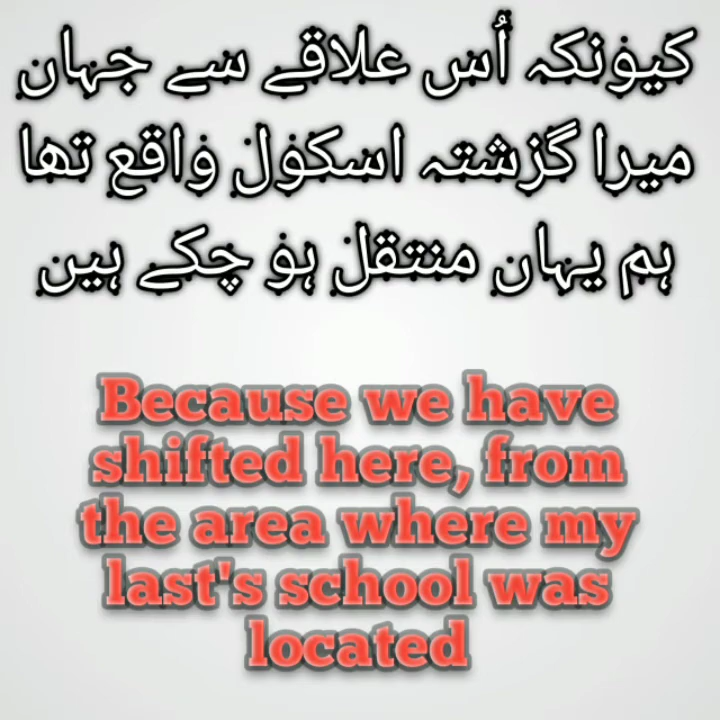 کیونکہ اُس علاقے سے جہاں
میرا گزشتہ اسکول واقع تھا
ہم یہاں منتقل ہو چکے ہیں
Because we have
shifted here, from
the area where my
last's school was
located